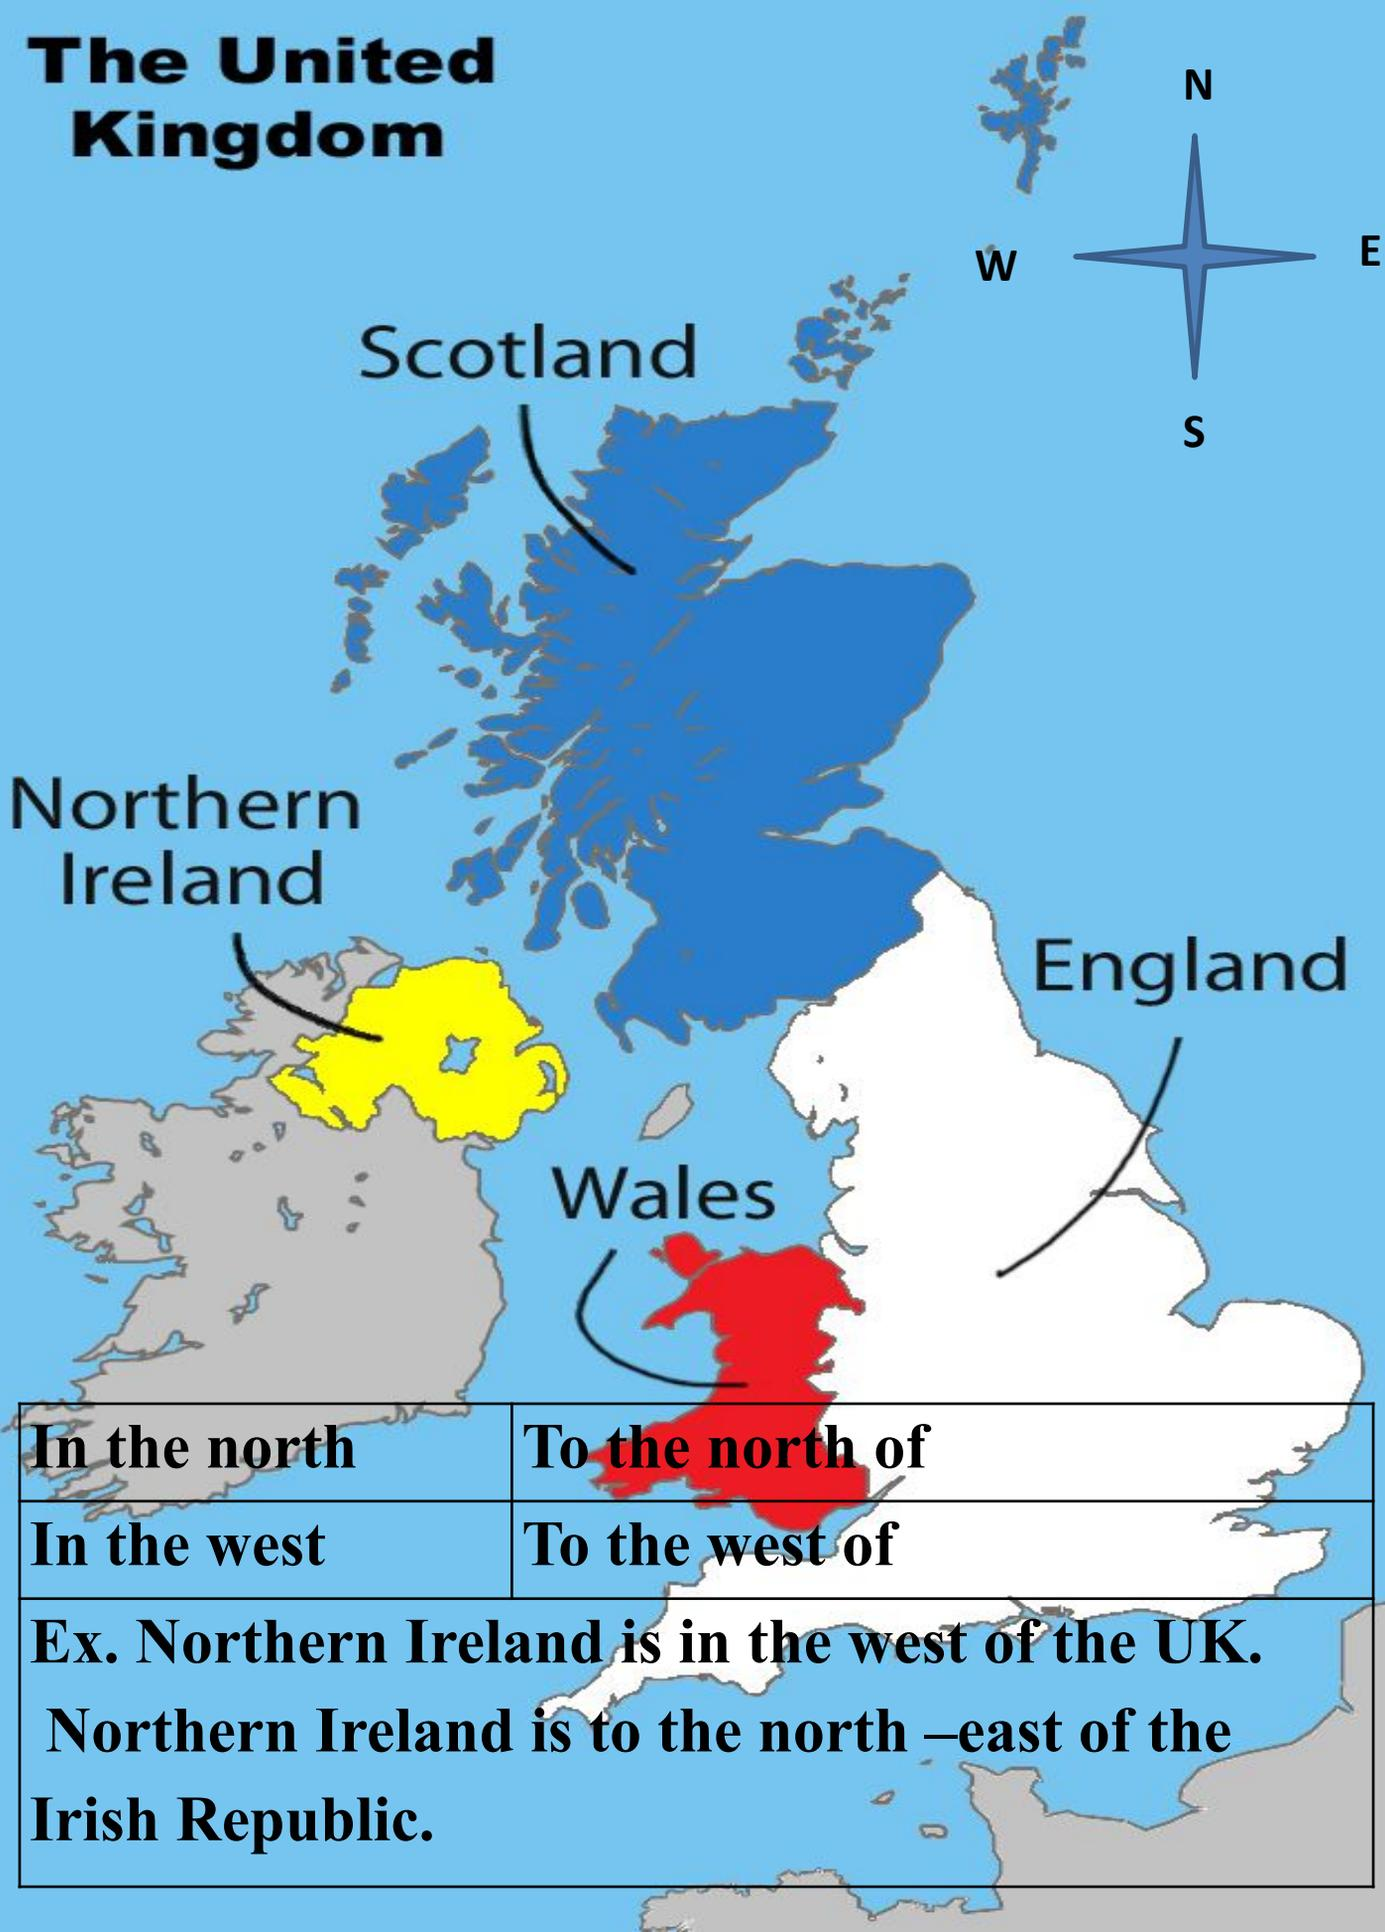 The United
Kingdom
N
W
E
S
Scotland
Northern
Ireland
England
Wales
In the north
To the north of
In the west
To the west of
Ex. Northern Ireland is in the west of the UK.
Northern Ireland is to the north –east of the
Irish Republic.